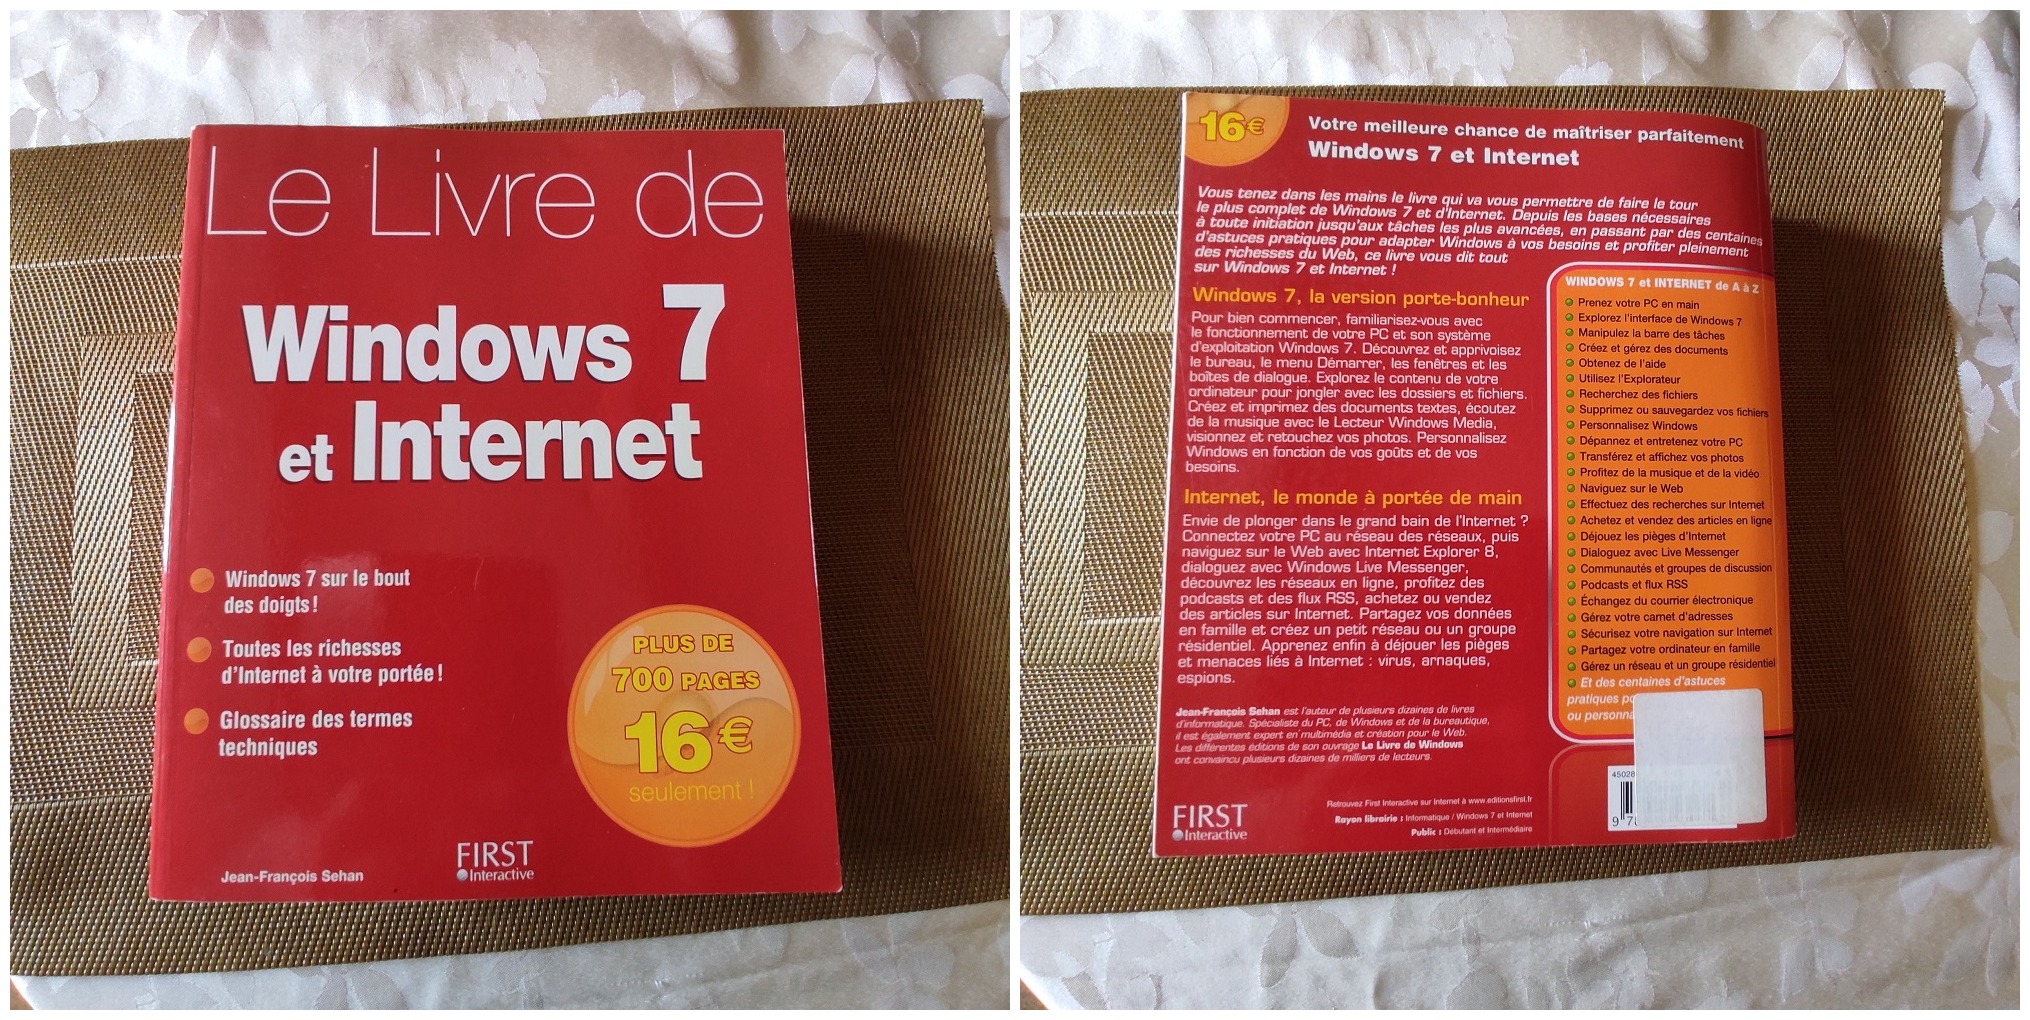 Le Livre de
Windows 7
et Internet
Windows 7 sur le bout
des doigts !
Toutes les richesses
d'Internet à votre portée !
Glossaire des termes
techniques
PLUS DE
700 PAGES
16€
seulement !
Jean-François Sehan
FIRST
Interactive
16€
Votre meilleure chance de maîtriser parfaitement
Windows 7 et Internet
Vous tenez dans les mains le livre qui va vous permettre de faire le tour
le plus complet de Windows 7 et d'Internet. Depuis les bases nécessaires
à toute initiation jusqu'aux tâches les plus avancées, en passant par des centaines
d'astuces pratiques pour adapter Windows à vos besoins et profiter pleinement
des richesses du Web, ce livre vous dit tout
sur Windows 7 et Internet !
Windows 7, la version porte-bonheur
Pour bien commencer, familiarisez-vous avec
le fonctionnement de votre PC et son système
d'exploitation Windows 7. Découvrez et apprivoisez
le bureau, le menu Démarrer, les fenêtres et les
boîtes de dialogue. Explorez le contenu de votre
ordinateur pour jongler avec les dossiers et fichiers.
Créez et imprimez des documents textes, écoutez
de la musique avec le Lecteur Windows Media,
visionnez et retouchez vos photos. Personnalisez
Windows en fonction de vos goûts et de vos
besoins.
Internet, le monde à portée de main
Envie de plonger dans le grand bain de l'Internet ?
Connectez votre PC au réseau des réseaux, puis
naviguez sur le Web avec Internet Explorer 8,
dialoguez avec Windows Live Messenger,
découvrez les réseaux en ligne, profitez des
podcasts et des flux RSS, achetez ou vendez
des articles sur Internet. Partagez vos données
en famille et créez un petit réseau ou un groupe
résidentiel. Apprenez enfin à déjouer les pièges
et menaces liés à Internet : virus, arnaques,
espions.
Jean-François Sehan est l'auteur de plusieurs dizaines de livres
d'informatique. Spécialiste du PC, de Windows et de la bureautique,
il est également expert en multimédia et création pour le Web.
Les différentes éditions de son ouvrage Le Livre de Windows
ont convaincu plusieurs dizaines de milliers de lecteurs.
WINDOWS 7 et INTERNET de A à Z
Prenez votre PC en main
Explorez l'interface de Windows 7
Manipulez la barre des tâches
Créez et gérez des documents
Obtenez de l'aide
Utilisez l'Explorateur
Recherchez des fichiers
Supprimez ou sauvegardez vos fichiers
Personnalisez Windows
Dépannez et entretenez votre PC
Transférez et affichez vos photos
Profitez de la musique et de la vidéo
Naviguez sur le Web
Effectuez des recherches sur Internet
Achetez et vendez des articles en ligne
Déjouez les pièges d'Internet
Dialoguez avec Live Messenger
Communautés et groupes de discussion
Podcasts et flux RSS
Échangez du courrier électronique
Gérez votre carnet d'adresses
Sécurisez votre navigation sur Internet
Partagez votre ordinateur en famille
Gérez un réseau et un groupe résidentiel
Et des centaines d'astuces
pratiques
ou
FIRST
Interactive
Retrouvez First Interactive sur Internet à www.editionsfirst.fr
Rayon librairie : Informatique / Windows 7 et Internet
Public : Débutant et Intermédiaire